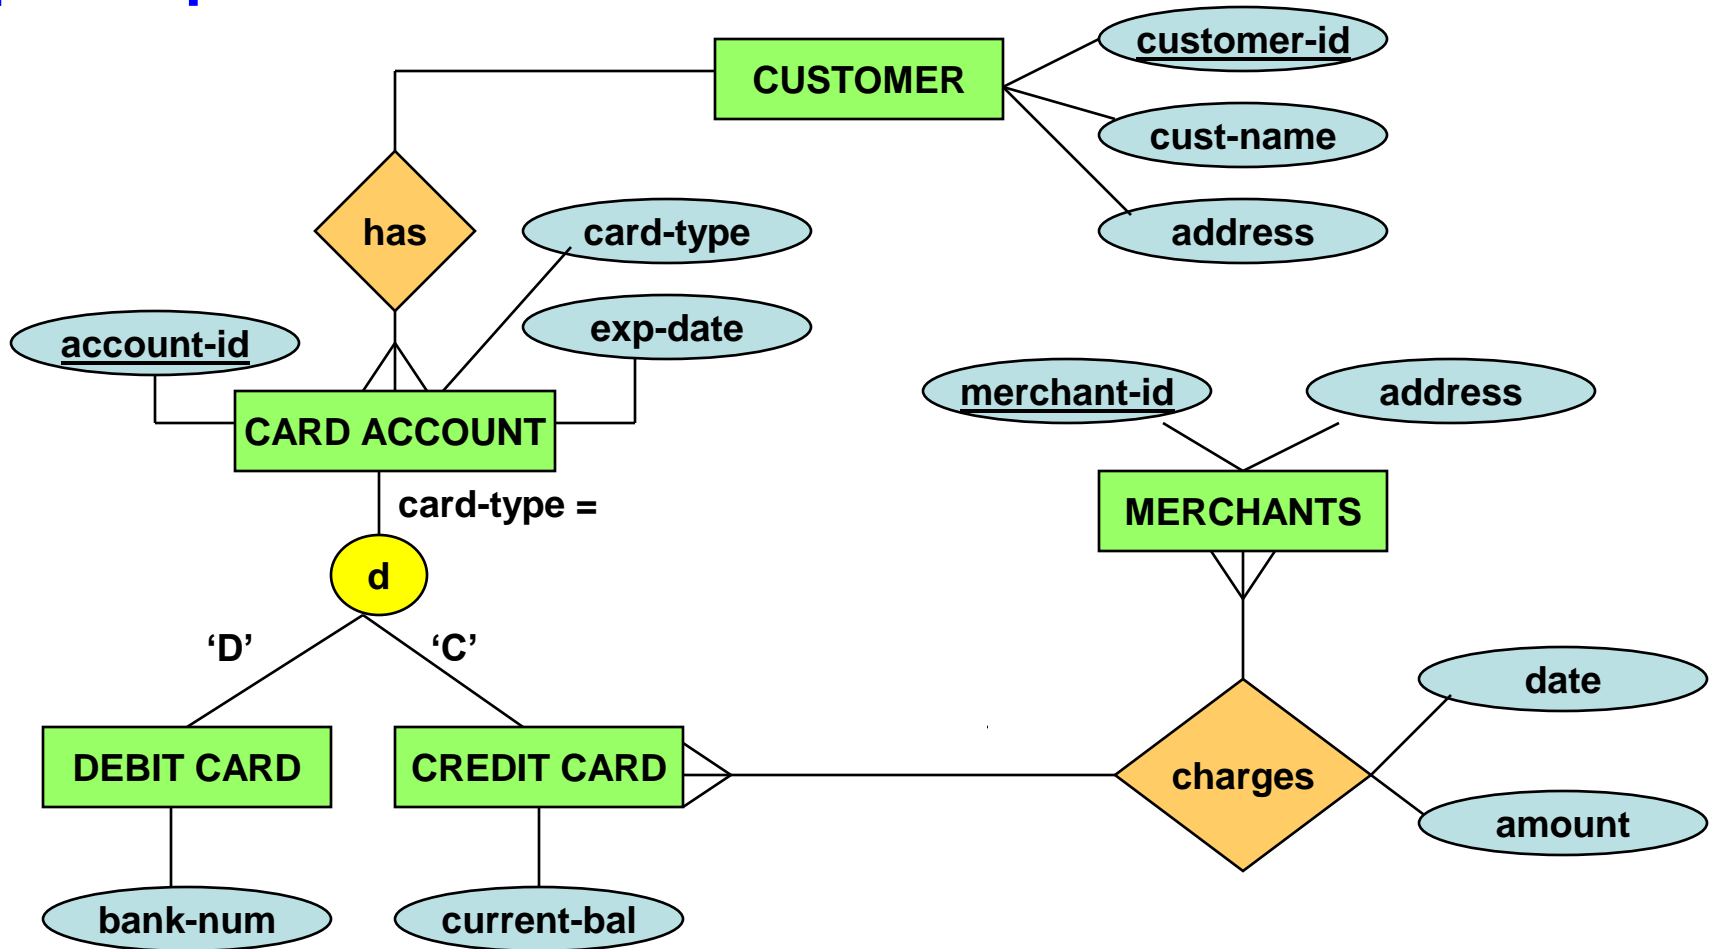 customer-id
CUSTOMER
cust-name
address
has
card-type
exp-date
account-id
merchant-id
address
CARD ACCOUNT
card-type =
MERCHANTS
d
‘D’
‘C’
date
DEBIT CARD
CREDIT CARD
charges
amount
bank-num
current-bal